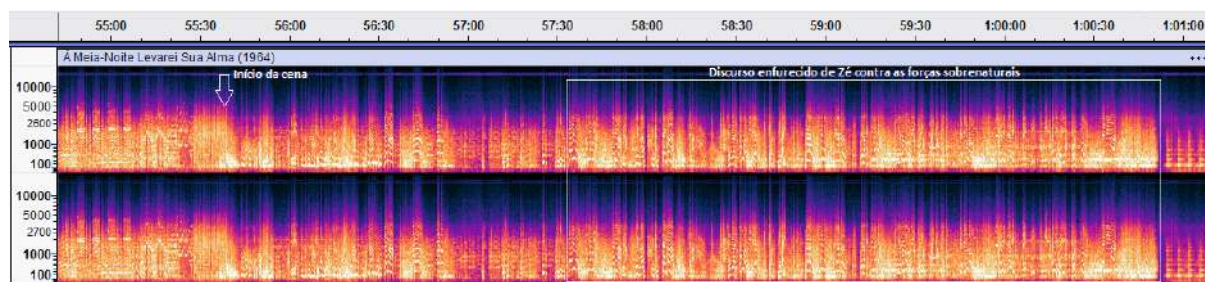 55:00 55:30 56:00 56:30 57:00 57:30 58:00 58:30 59:00 59:30 1:00:00 1:00:30 1:01:00
À Meia-Noite Levarei Sua Alma (1964)
Início da cena
Discurso enfurecido de Zé contra as forças sobrenaturais
10000
5000
2600
1000
100
10000
5000
2700
1000
100